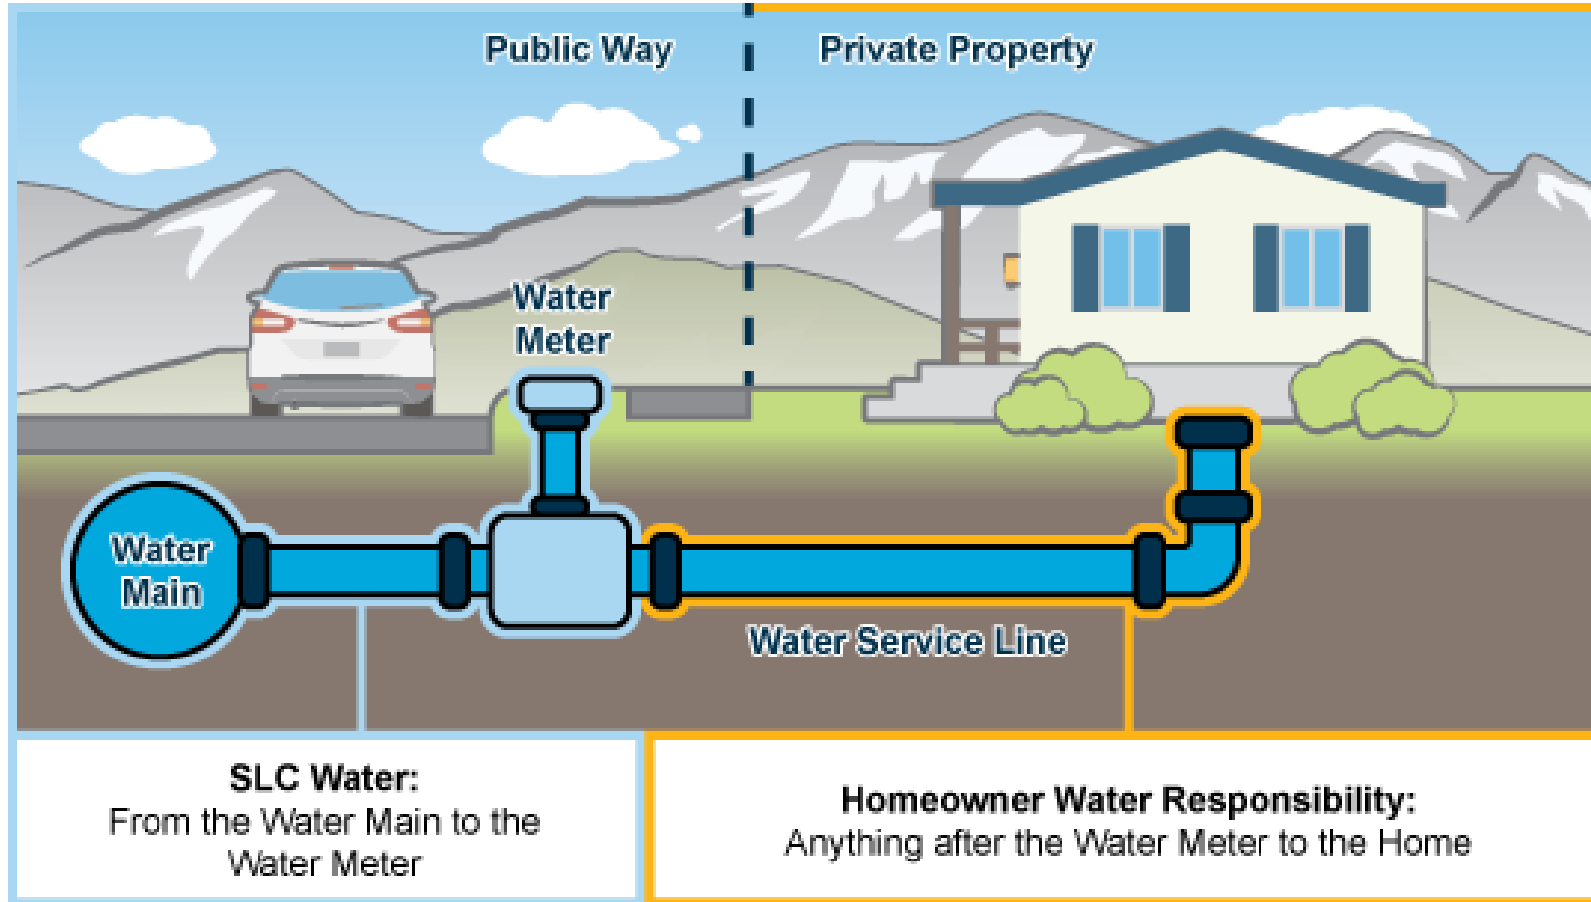 Public Way
Private Property
Water
Meter
Water
Main
Water Service Line
SLC Water:
From the Water Main to the
Water Meter
Homeowner Water Responsibility:
Anything after the Water Meter to the Home